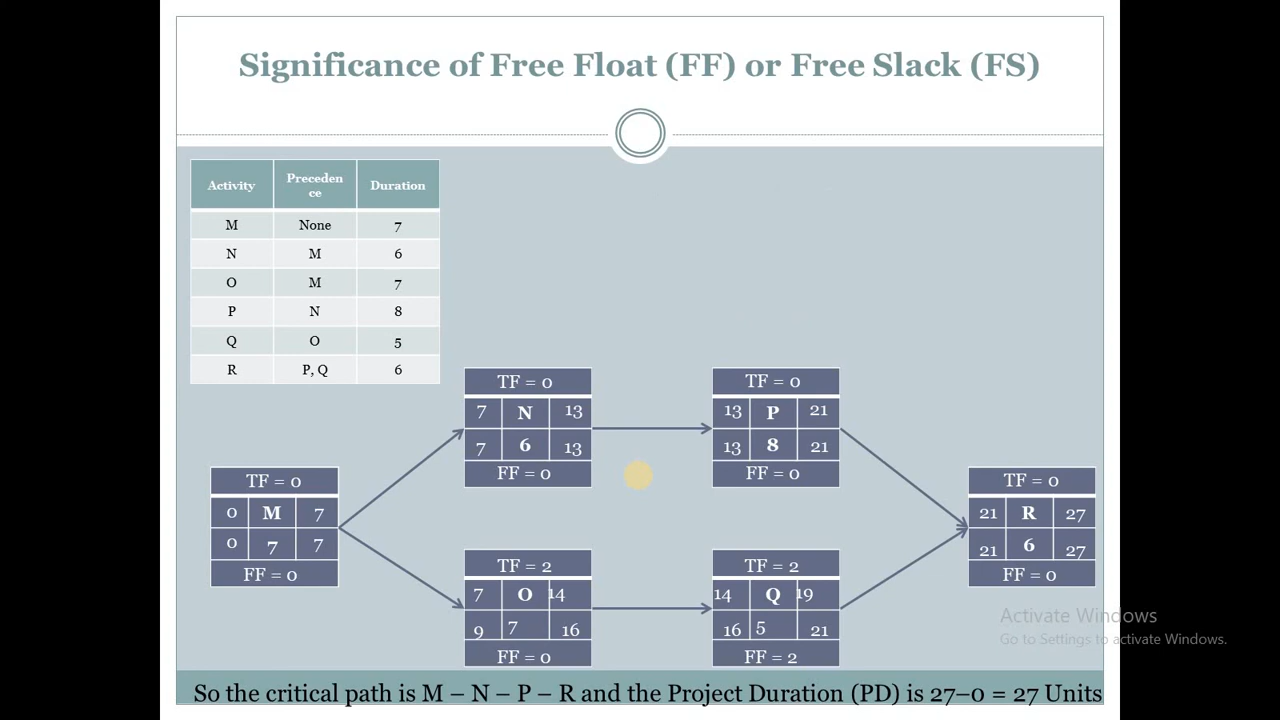 Significance of Free Float (FF) or Free Slack (FS)
Activity Preceden
ce Duration
M None 7
N M 6
O M 7
P N 8
Q O 5
R P, Q 6
TF = 0
7 N 13
7 6 13
FF = 0
TF = 0
13 P 21
13 8 21
FF = 0
TF = 0
0 M 7
0 7 7
FF = 0
TF = 0
21 R 27
21 6 27
FF = 0
TF = 2
7 O 14
9 7 16
FF = 0
TF = 2
14 Q 19
16 5 21
FF = 2
Activate Windows
Go to Settings to activate Windows.
So the critical path is M – N – P – R and the Project Duration (PD) is 27–0 = 27 Units